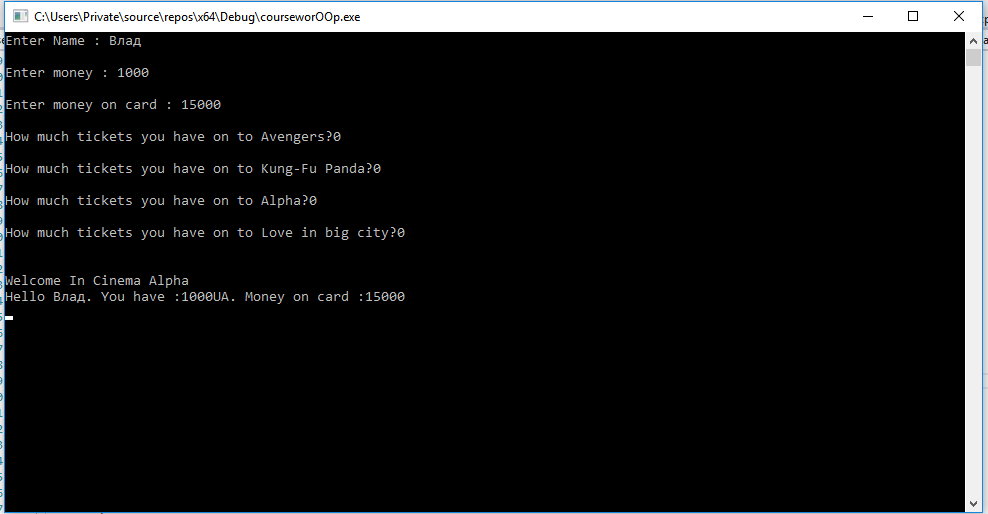 C:\Users\Private\source\repos\x64\Debug\courseworOOp.exe
Enter Name : Влад
Enter money : 1000
Enter money on card : 15000
How much tickets you have on to Avengers?0
How much tickets you have on to Kung-Fu Panda?0
How much tickets you have on to Alpha?0
How much tickets you have on to Love in big city?0
Welcome In Cinema Alpha
Hello Влад. You have :1000UA. Money on card :15000